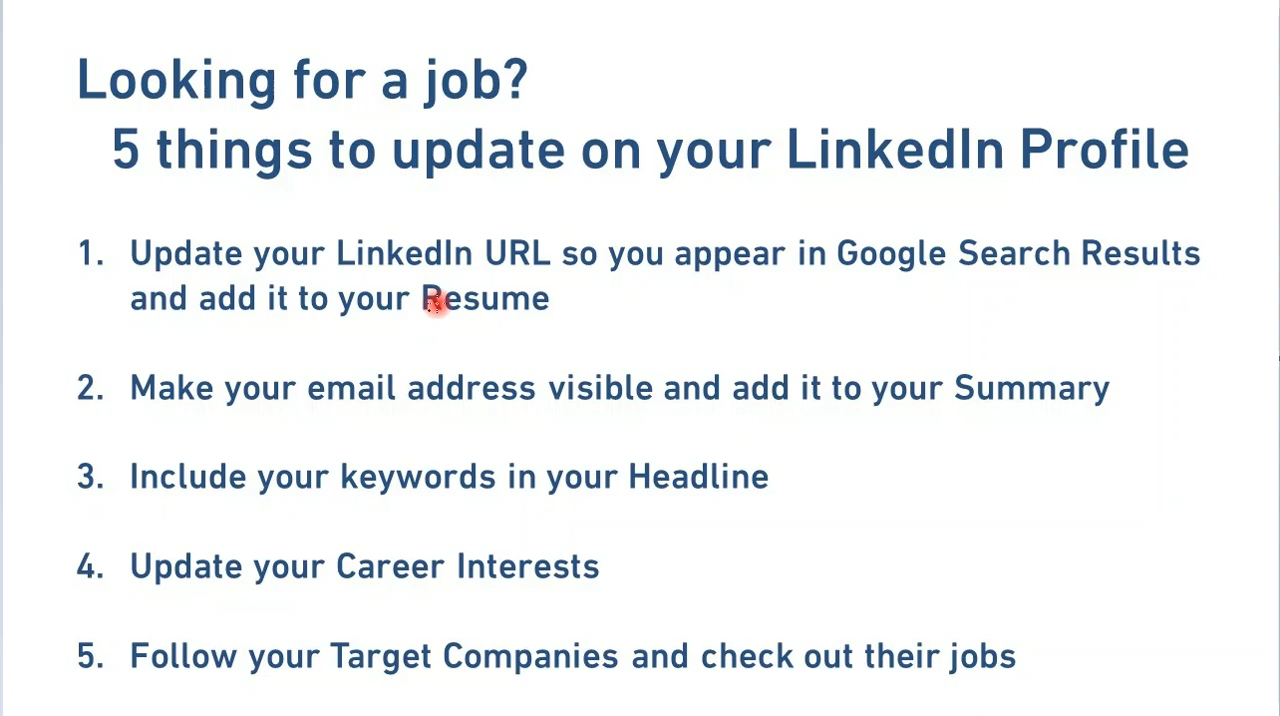 Looking for a job?
5 things to update on your LinkedIn Profile
1. Update your LinkedIn URL so you appear in Google Search Results
and add it to your Resume
2. Make your email address visible and add it to your Summary
3. Include your keywords in your Headline
4. Update your Career Interests
5. Follow your Target Companies and check out their jobs